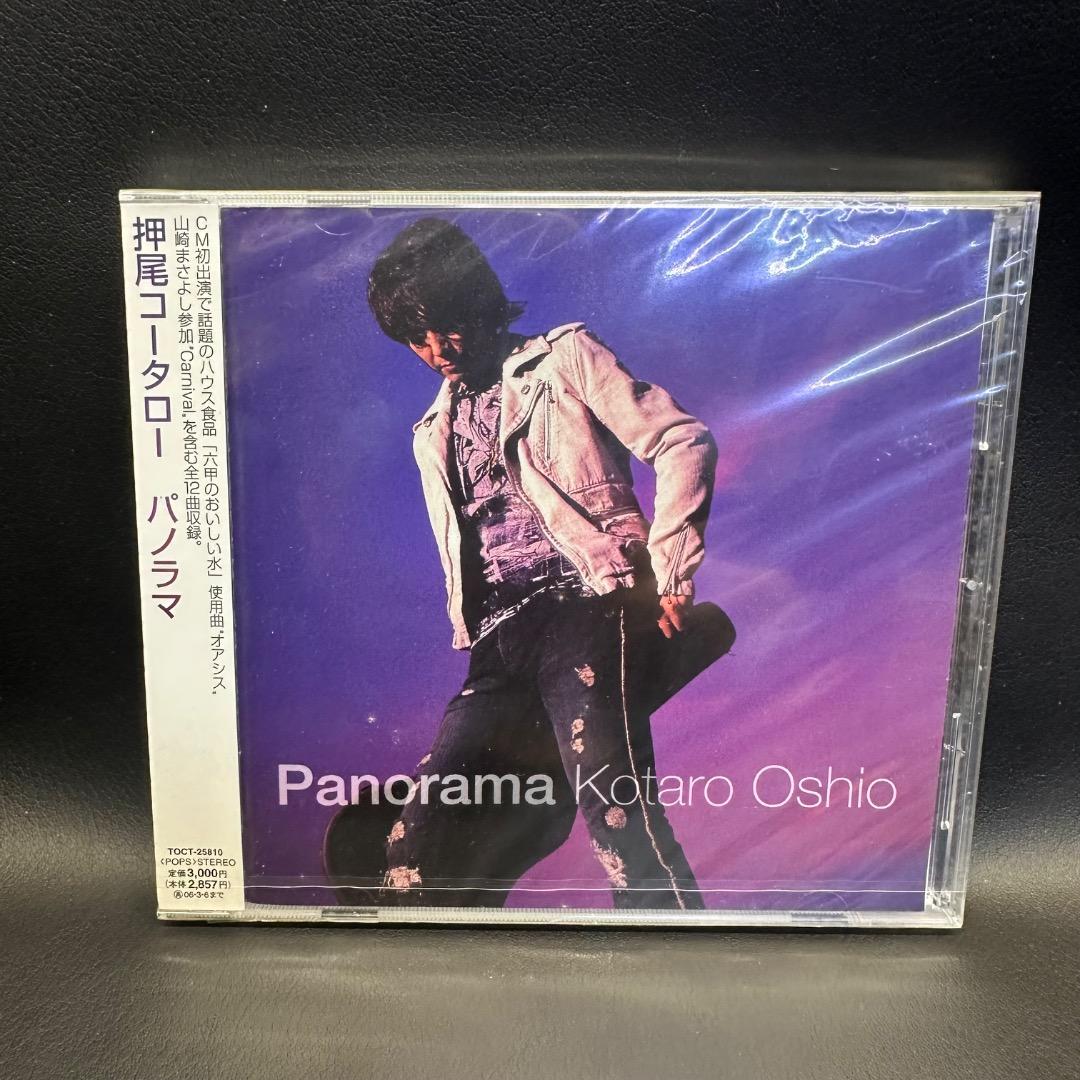 押尾コータロー パノラマ
CM初出演で話題のハウス食品「六甲のおいしい水」使用曲“オアシス”
山崎まさよし参加“Carnival„を含む全12曲収録。
TOCT-25810
〈POPS〉STEREO
定価3,000円
(本体2,857円)
再06・3・6まで
Panorama Kotaro Oshio